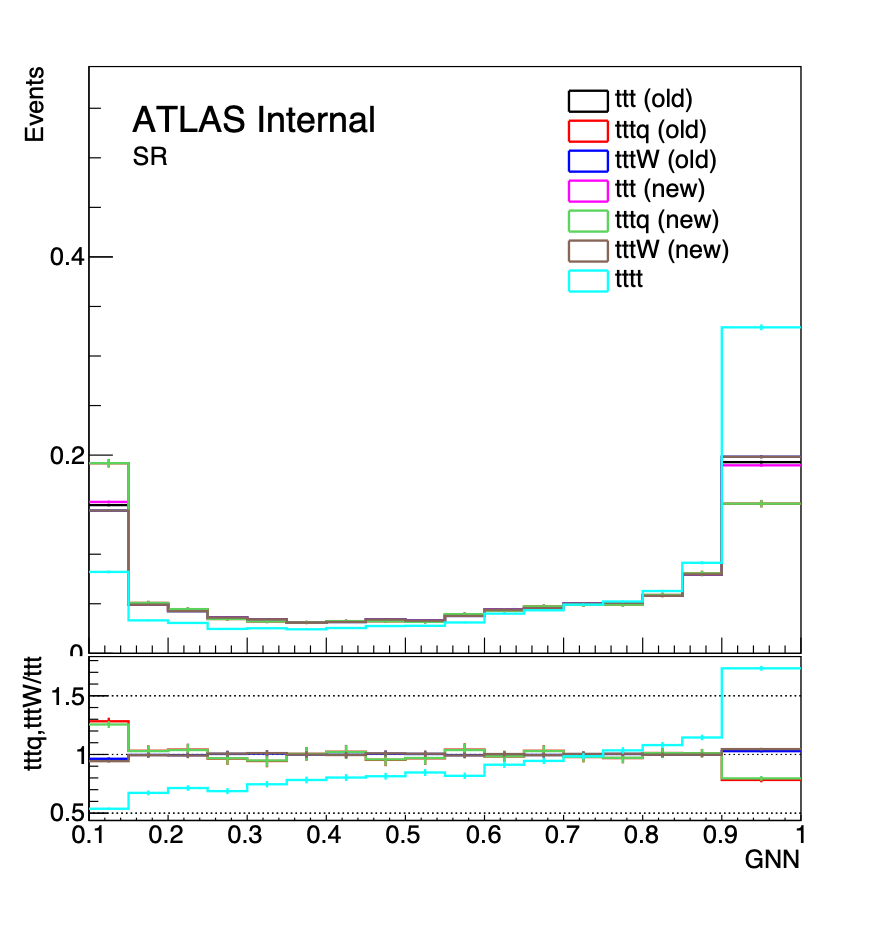 Events
ATLAS Internal
SR
ttt (old)
tttq (old)
tttW (old)
ttt (new)
tttq (new)
tttW (new)
tttt
0.4
0.2
0
tttq,tttW/ttt
1.5
1
0.5
0.1 0.2 0.3 0.4 0.5 0.6 0.7 0.8 0.9 1
GNN